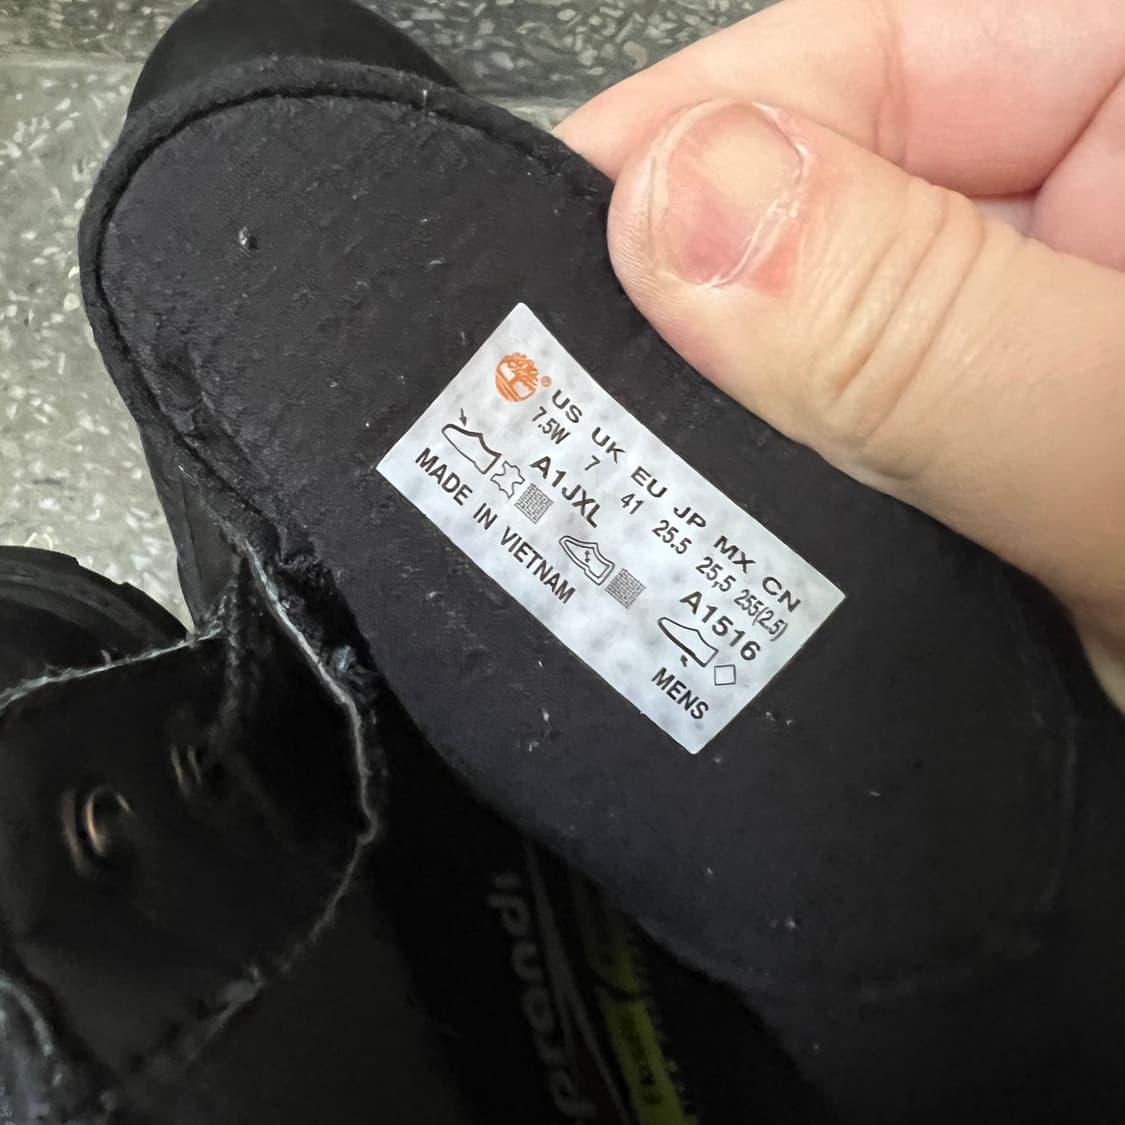 ® US UK EU JP MX CN
7.5W 7 41 25.5 25,5 255(2.5)
A1JXL A1516
MADE IN VIETNAM MENS